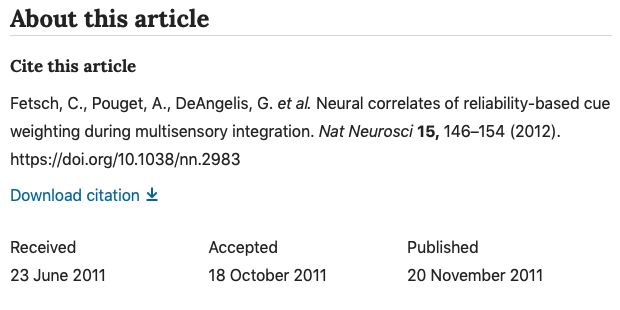 About this article
Cite this article
Fetsch, C., Pouget, A., DeAngelis, G. et al. Neural correlates of reliability-based cue
weighting during multisensory integration. Nat Neurosci 15, 146–154 (2012).
https://doi.org/10.1038/nn.2983
Download citation
Received Accepted Published
23 June 2011 18 October 2011 20 November 2011